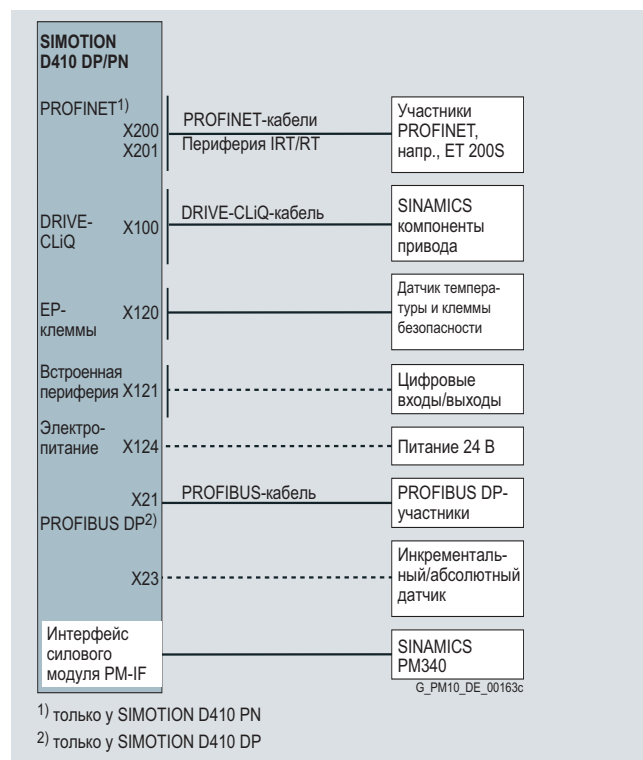 SIMOTION
D410 DP/PN
PROFINET1)
X200
X201
PROFINET-кабели
Периферия IRT/RT
Участники
PROFINET,
напр., ET 200S
DRIVE-
CLiQ
X100
DRIVE-CLiQ-кабель
SINAMICS
компоненты
привода
EP-
клеммы
X120
Датчик темпера-
туры и клеммы
безопасности
Встроенная
периферия X121
Цифровые
входы/выходы
Электро-
питание
X124
Питание 24 В
X21
PROFIBUS DP2)
PROFIBUS-кабель
PROFIBUS DP-
участники
X23
Инкременталь-
ный/абсолютный
датчик
Интерфейс
силового
модуля PM-IF
SINAMICS
PM340
G_PM10_DE_00163c
1) только у SIMOTION D410 PN
2) только у SIMOTION D410 DP